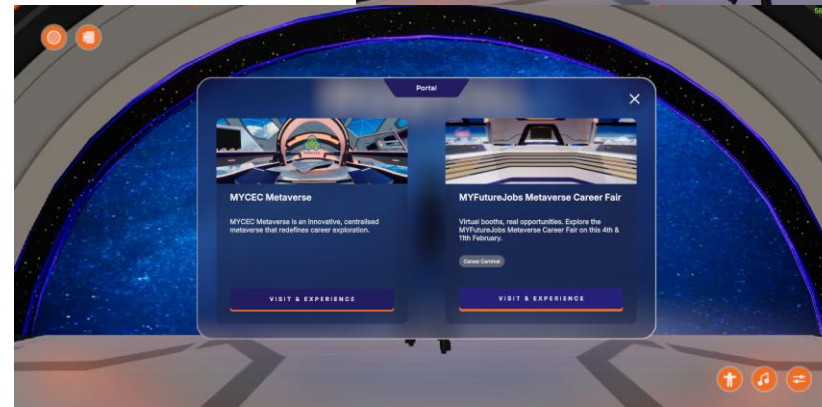 58
Portal
MYCEC Metaverse
MYCEC Metaverse is an innovative, centralised
metaverse that redefines career exploration.
VISIT & EXPERIENCE
MYFutureJobs Metaverse Career Fair
Virtual booths, real opportunities. Explore the
MYFutureJobs Metaverse Career Fair on this 4th &
11th February.
Career Carnival
VISIT & EXPERIENCE